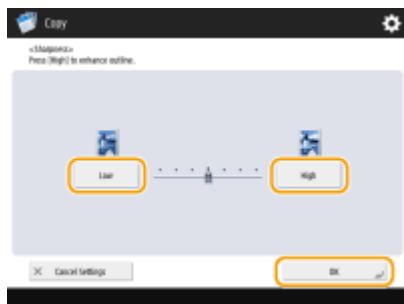 Copy
<Sharpness>
Press [High] to enhance outline.
Low
High
Cancel Settings
OK